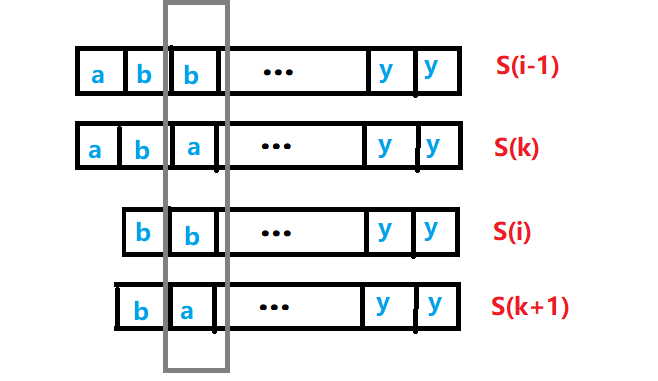 a b b ... y y S(i-1)
a b a ... y y S(k)
b b ... y y S(i)
b a ... y y S(k+1)